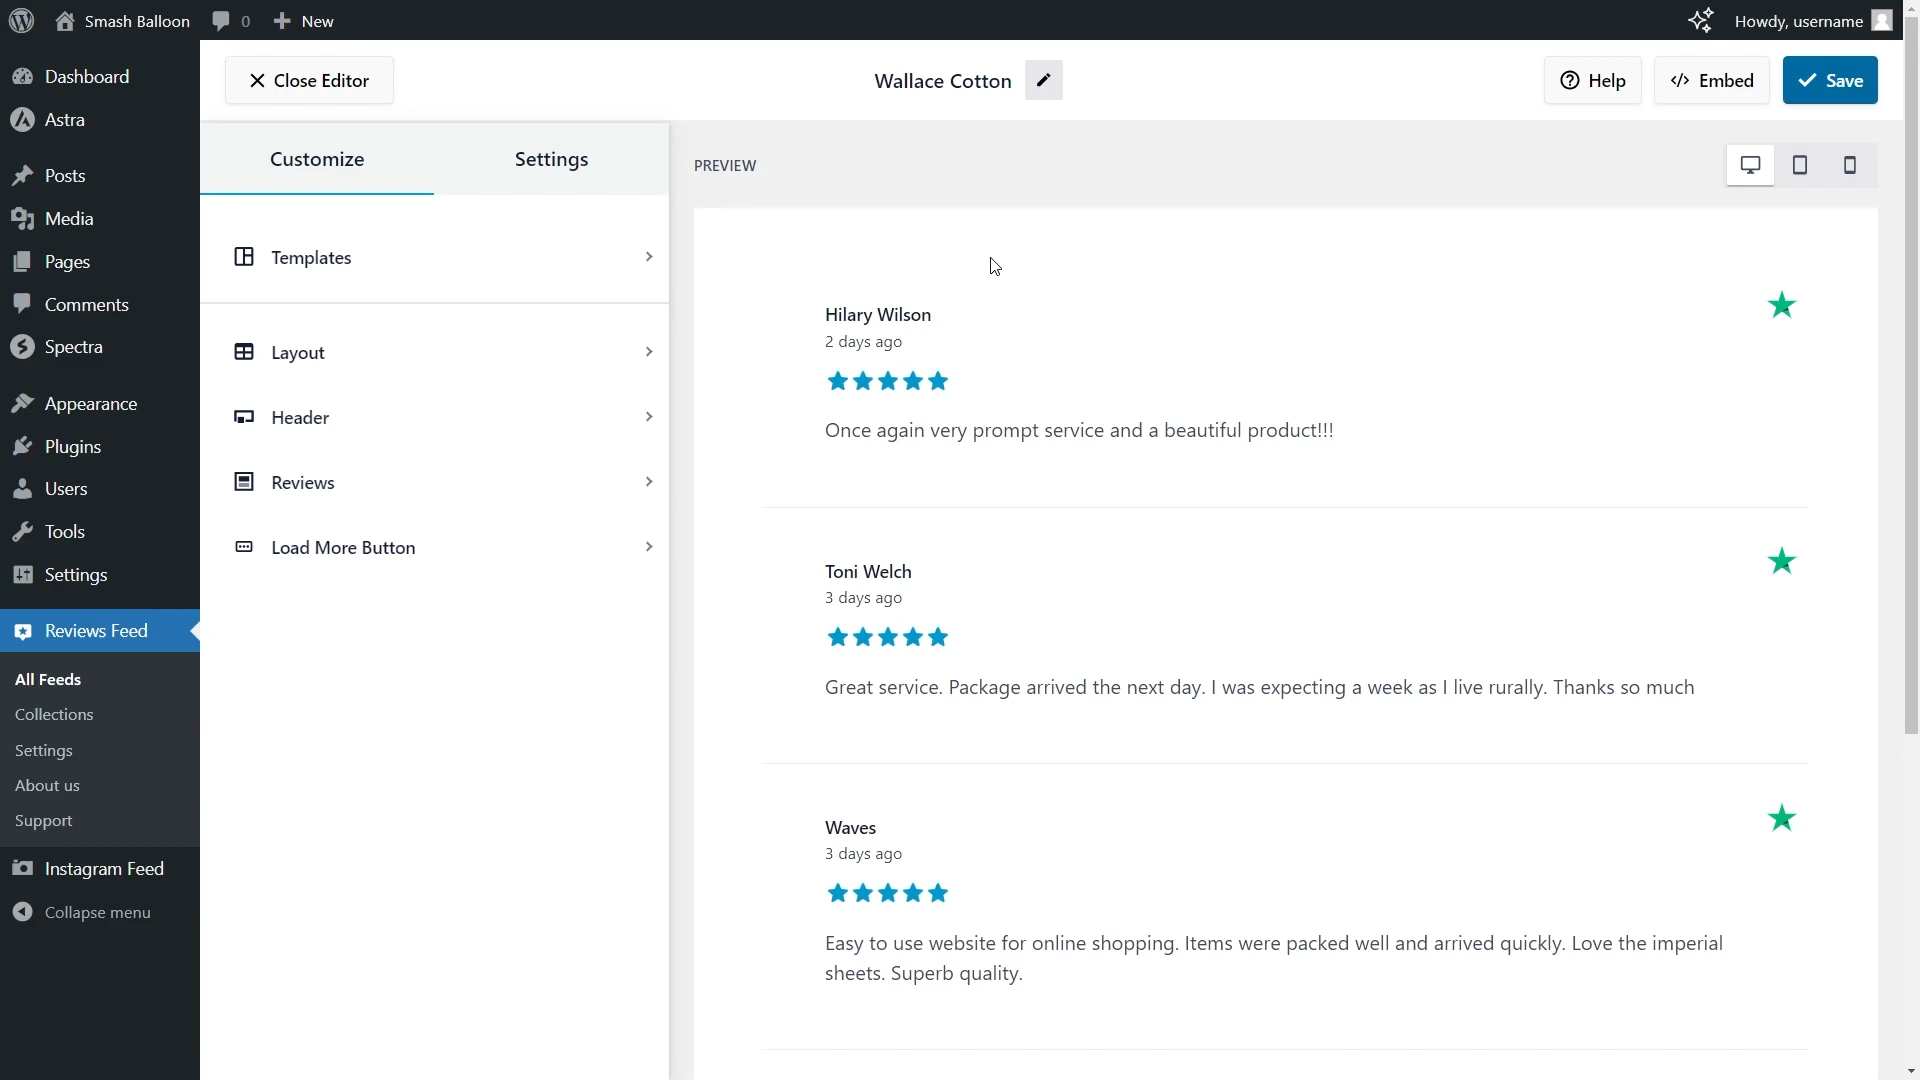 Smash Balloon
0
New
Howdy, username
Dashboard
Astra
Posts
Media
Pages
Comments
Spectra
Appearance
Plugins
Users
Tools
Settings
Reviews Feed
All Feeds
Collections
Settings
About us
Support
Instagram Feed
Collapse menu
Close Editor
Wallace Cotton
Help
Embed
Save
Customize
Settings
Templates
Layout
Header
Reviews
Load More Button
PREVIEW
Hilary Wilson
2 days ago
Once again very prompt service and a beautiful product!!!
Toni Welch
3 days ago
Great service. Package arrived the next day. I was expecting a week as I live rurally. Thanks so much
Waves
3 days ago
Easy to use website for online shopping. Items were packed well and arrived quickly. Love the imperial
sheets. Superb quality.